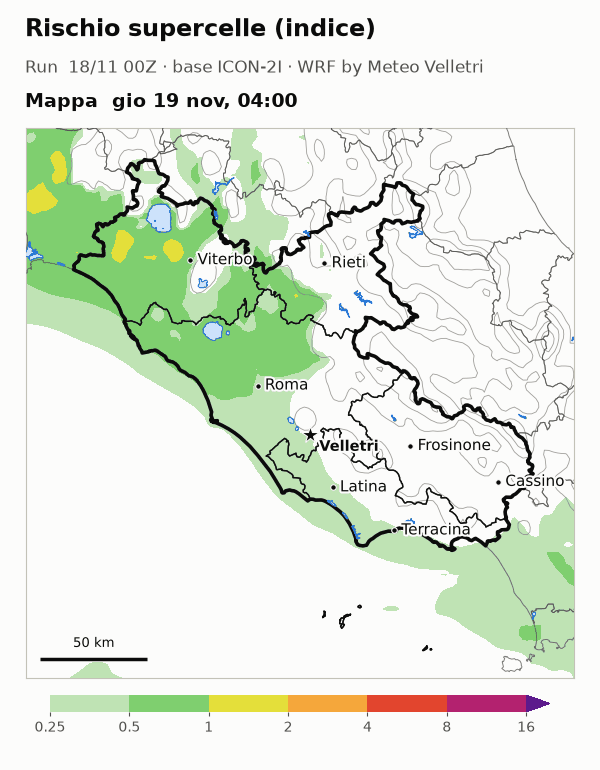 Rischio supercelle (indice)
Run  18/11 00Z · base ICON-2I · WRF by Meteo Velletri
Mappa  gio 19 nov, 04:00
Viterbo
Rieti
Roma
Velletri
Frosinone
Cassino
Latina
Terracina
50 km
0.25 0.5 1 2 4 8 16